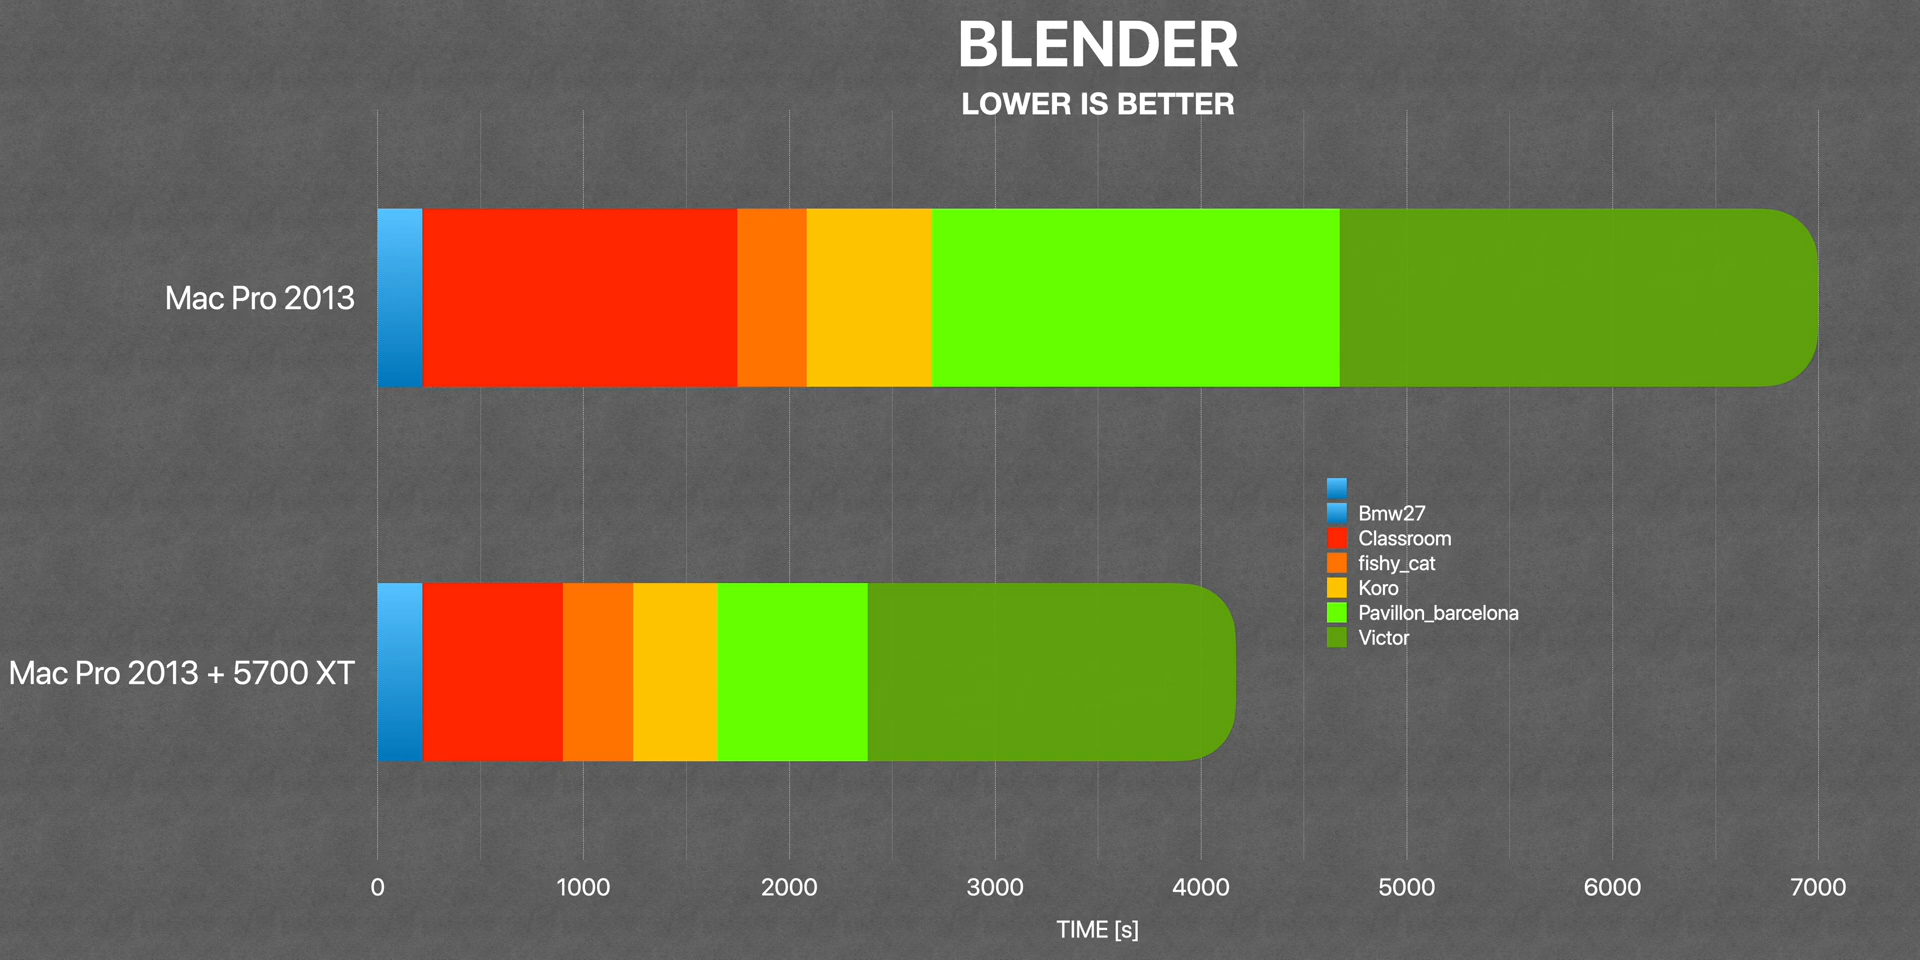 BLENDER
LOWER IS BETTER
Mac Pro 2013
Bmw27
Classroom
fishy_cat
Koro
Pavillon_barcelona
Victor
Mac Pro 2013 + 5700 XT
0 1000 2000 3000 4000 5000 6000 7000
TIME [s]